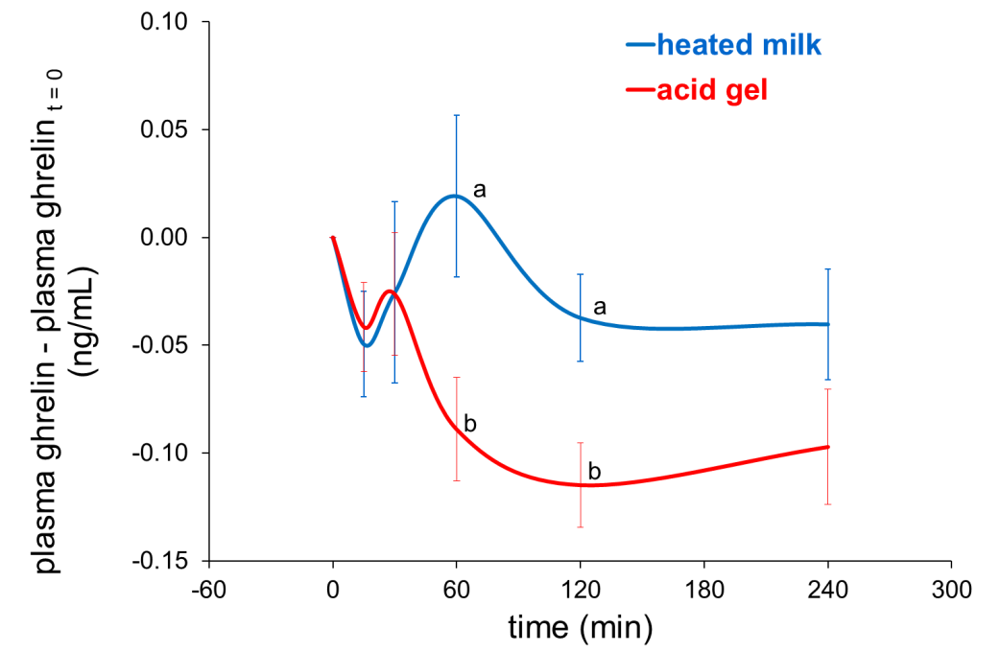 plasma ghrelin - plasma ghrelin t = 0
(ng/mL)
0.10
0.05
0.00
-0.05
-0.10
-0.15
heated milk
acid gel
a
a
b
b
-60
0
60
120
180
240
300
time (min)